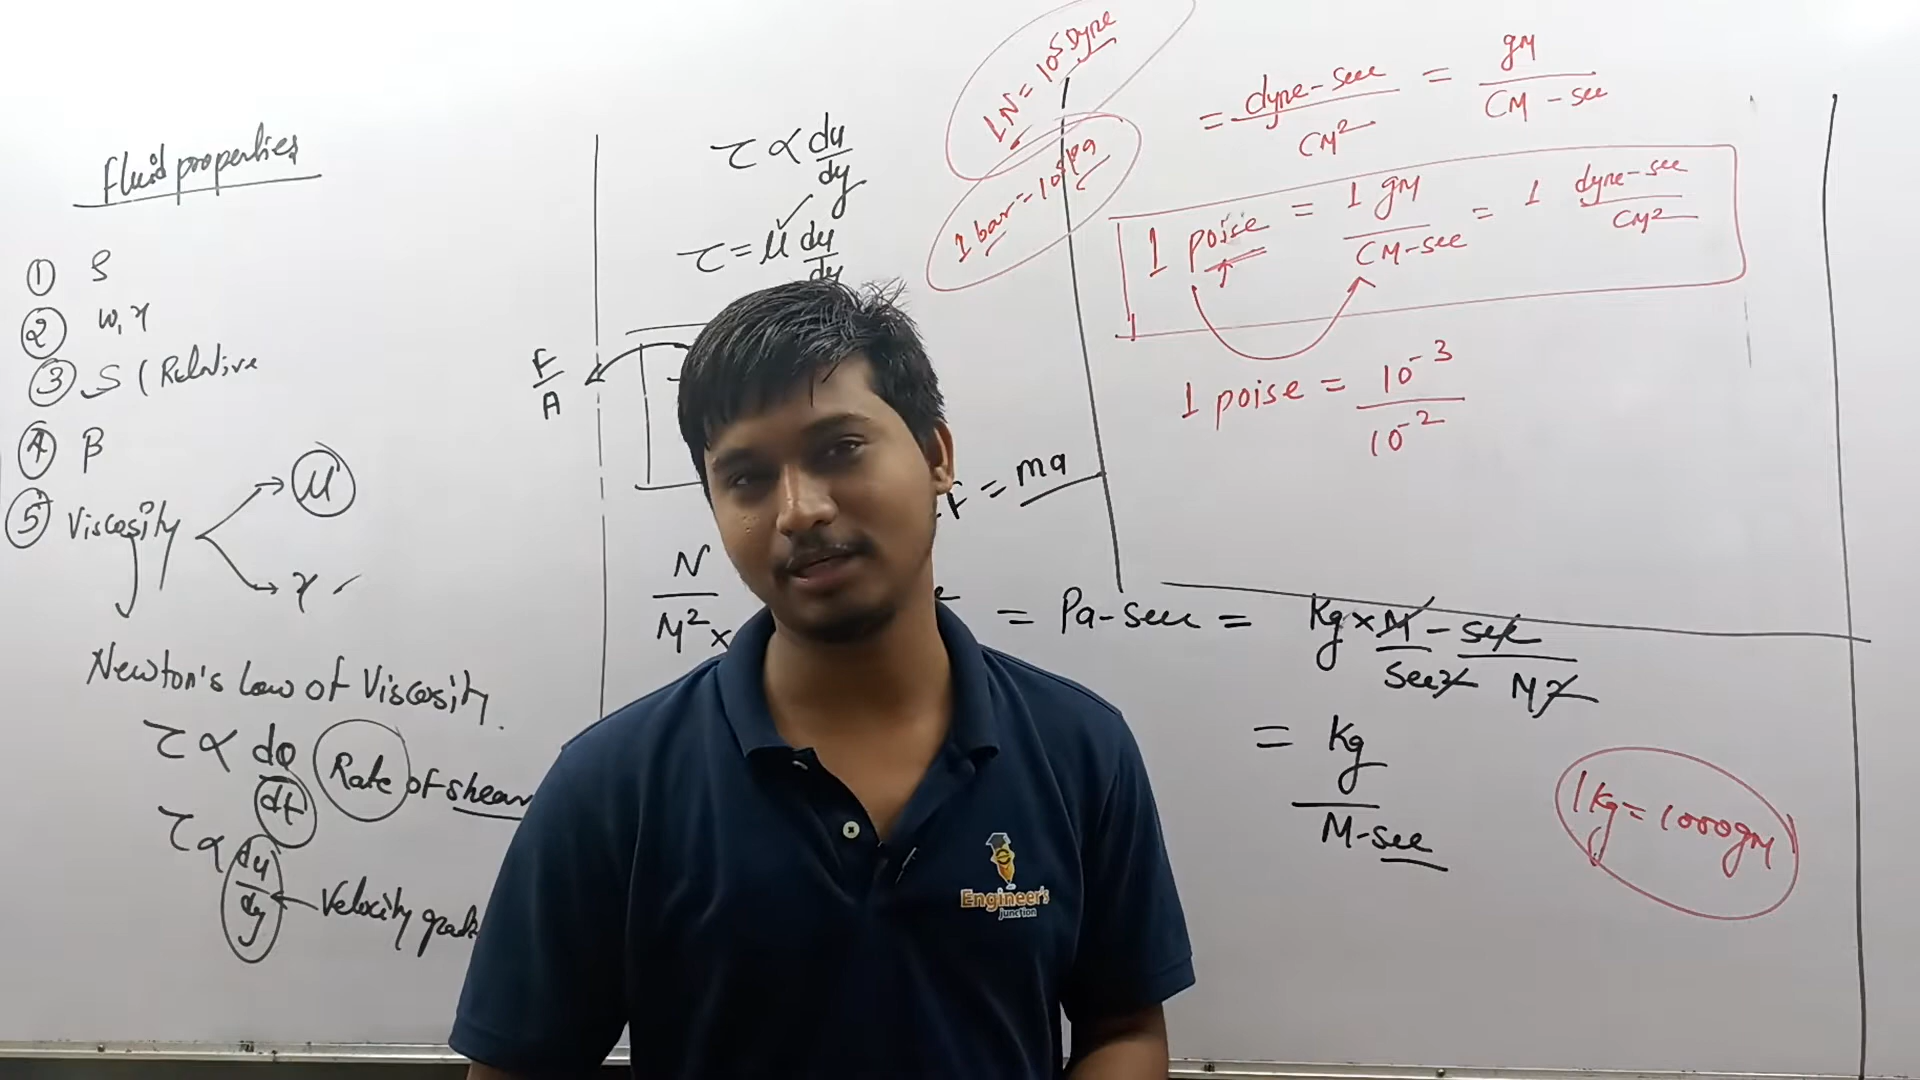 Fluid properties
① ρ
② w, γ
③ S (Relative
④ β
⑤ Viscosity → μ
→ ν
Newton's Law of Viscosity.
τ ∝ dθ/dt Rate of shear
τ ∝ du/dy ← Velocity
τ ∝ du/dy
τ = μ du/dy
F/A
F = ma
N/M² x
= Pa-sec = Kg x M - sec / sec² M²
= Kg / M-sec
1N = 10⁵ Dyne
1 bar = 10⁵ Pa
= dyne-sec / CM² = gm / CM-sec
1 poise = 1 gm / CM-sec = 1 dyne-sec / CM²
1 poise = 10⁻³ / 10⁻²
1 Kg = 1000gm
Engineer's
junction